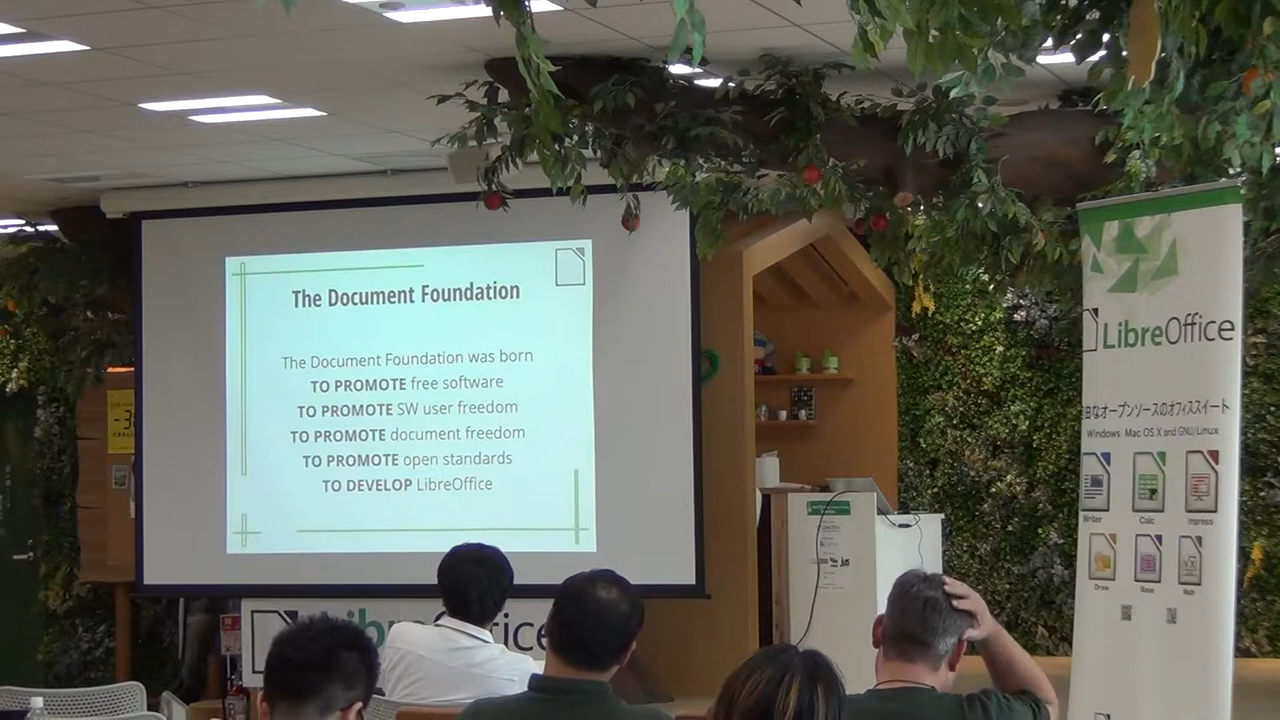 The Document Foundation
The Document Foundation was born
TO PROMOTE free software
TO PROMOTE SW user freedom
TO PROMOTE document freedom
TO PROMOTE open standards
TO DEVELOP LibreOffice
LibreOffice
由なオープンソースのオフィススイート
Windows Mac OS X and GNU/Linux
Writer
Calc
Impress
Draw
Base
Math
-3
jus